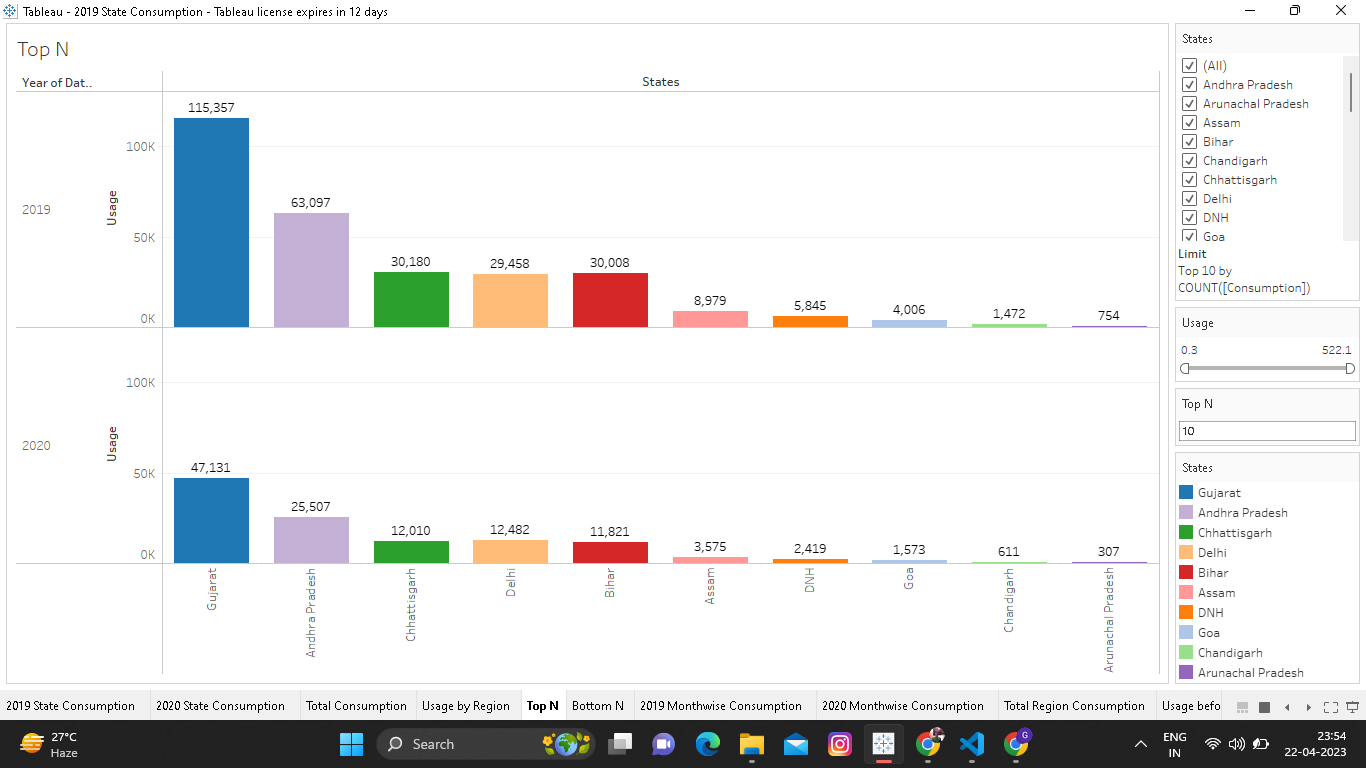 Tableau - 2019 State Consumption - Tableau license expires in 12 days
Top N
Year of Dat..
States
2019
Usage
100K
50K
0K
115,357
63,097
30,180
29,458
30,008
8,979
5,845
4,006
1,472
754
2020
Usage
100K
50K
0K
47,131
25,507
12,010
12,482
11,821
3,575
2,419
1,573
611
307
Gujarat
Andhra Pradesh
Chhattisgarh
Delhi
Bihar
Assam
DNH
Goa
Chandigarh
Arunachal Pradesh
States
(All)
Andhra Pradesh
Arunachal Pradesh
Assam
Bihar
Chandigarh
Chhattisgarh
Delhi
DNH
Goa
Limit
Top 10 by
COUNT([Consumption])
Usage
0.3 522.1
Top N
10
States
Gujarat
Andhra Pradesh
Chhattisgarh
Delhi
Bihar
Assam
DNH
Goa
Chandigarh
Arunachal Pradesh
2019 State Consumption 2020 State Consumption Total Consumption Usage by Region Top N Bottom N 2019 Monthwise Consumption 2020 Monthwise Consumption Total Region Consumption Usage befo
27°C
Haze
Search
G
ENG
IN
23:54
22-04-2023